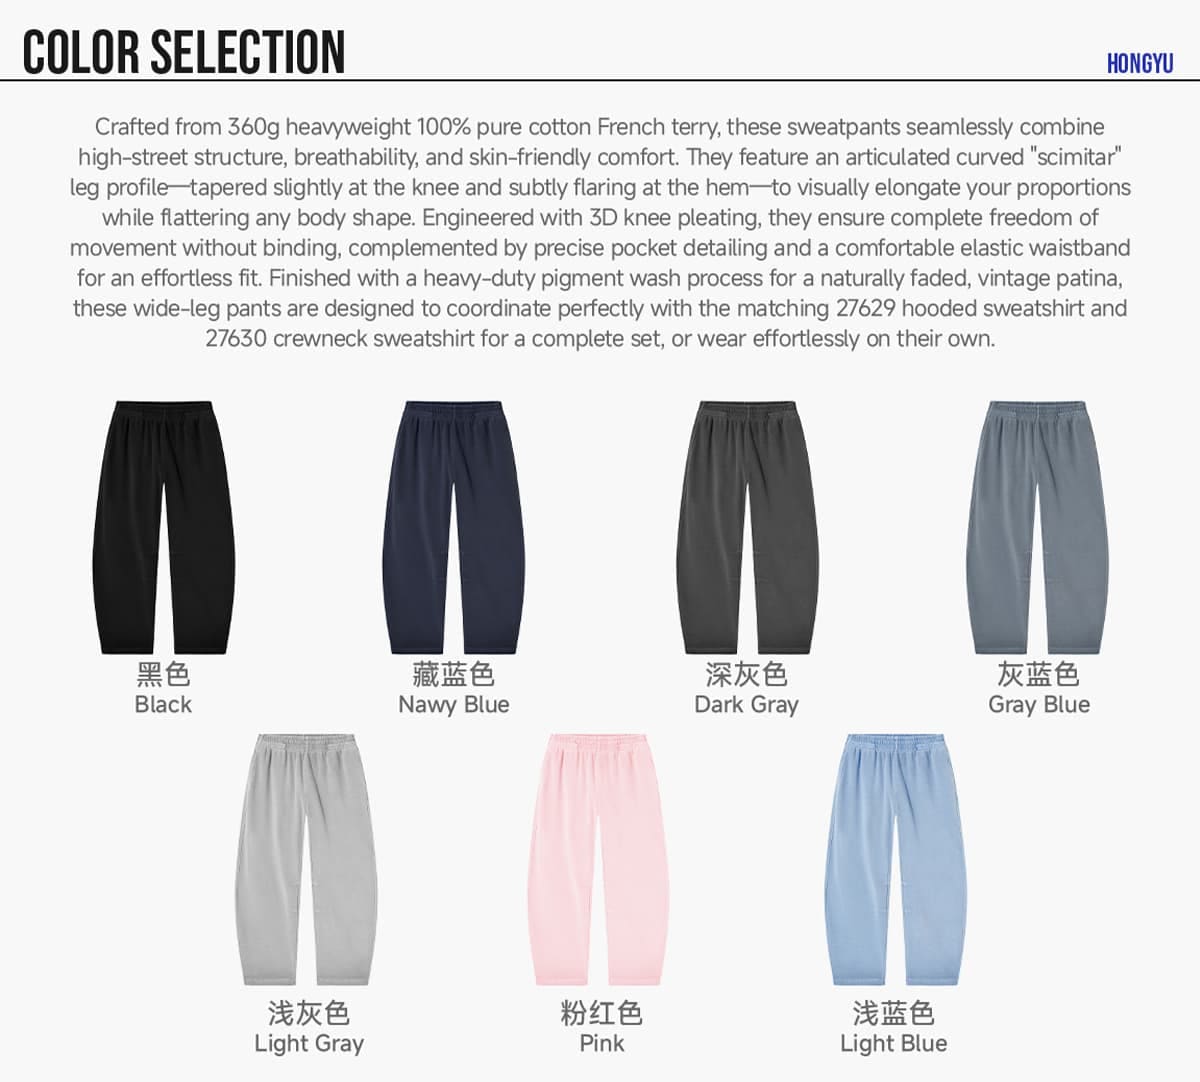 COLOR SELECTION
HONGYU
Crafted from 360g heavyweight 100% pure cotton French terry, these sweatpants seamlessly combine
high-street structure, breathability, and skin-friendly comfort. They feature an articulated curved "scimitar"
leg profile—tapered slightly at the knee and subtly flaring at the hem—to visually elongate your proportions
while flattering any body shape. Engineered with 3D knee pleating, they ensure complete freedom of
movement without binding, complemented by precise pocket detailing and a comfortable elastic waistband
for an effortless fit. Finished with a heavy-duty pigment wash process for a naturally faded, vintage patina,
these wide-leg pants are designed to coordinate perfectly with the matching 27629 hooded sweatshirt and
27630 crewneck sweatshirt for a complete set, or wear effortlessly on their own.
黑色
Black
藏蓝色
Nawy Blue
深灰色
Dark Gray
灰蓝色
Gray Blue
浅灰色
Light Gray
粉红色
Pink
浅蓝色
Light Blue